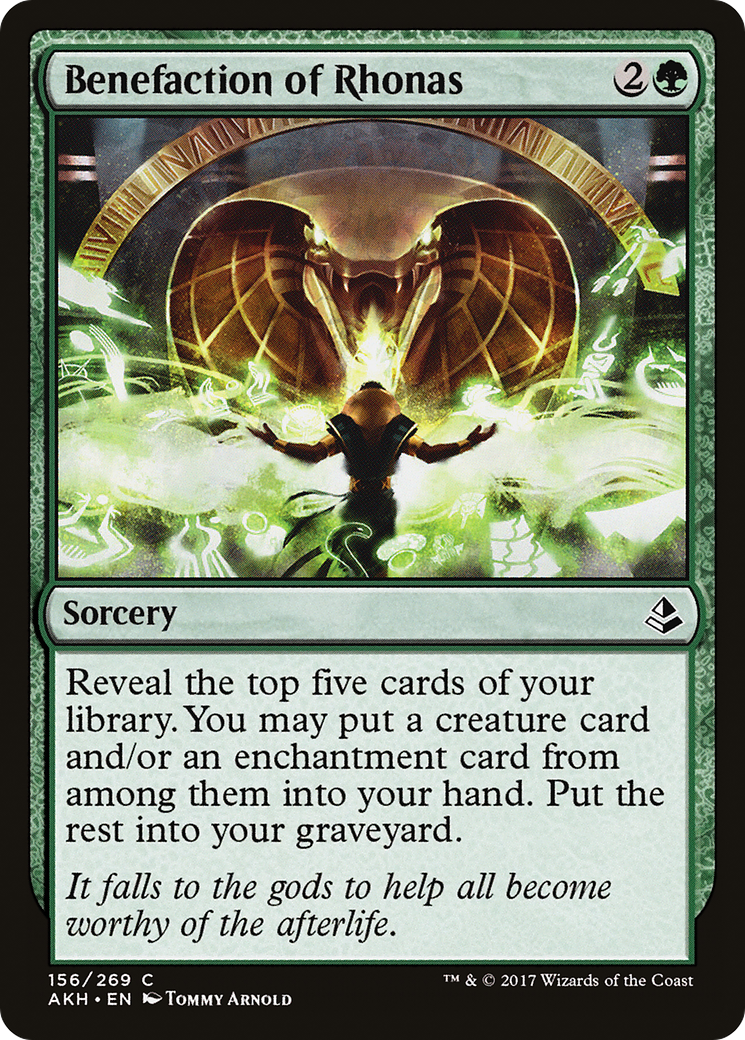 Benefaction of Rhonas 2
Sorcery
Reveal the top five cards of your
library. You may put a creature card
and/or an enchantment card from
among them into your hand. Put the
rest into your graveyard.
It falls to the gods to help all become
worthy of the afterlife.
156/269 C
™ & © 2017 Wizards of the Coast
AKH • EN Tommy Arnold